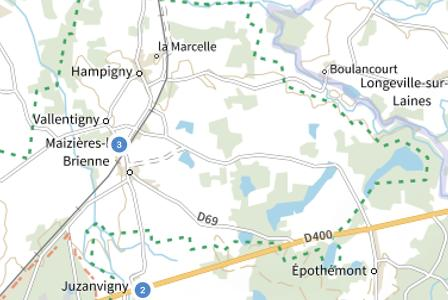 la Marcelle
Hampigny
Boulancourt
Longeville-sur-
Laines
Vallentigny
Maizières-l
3
Brienne
D69
D400
Épothémont
Juzanvigny
2